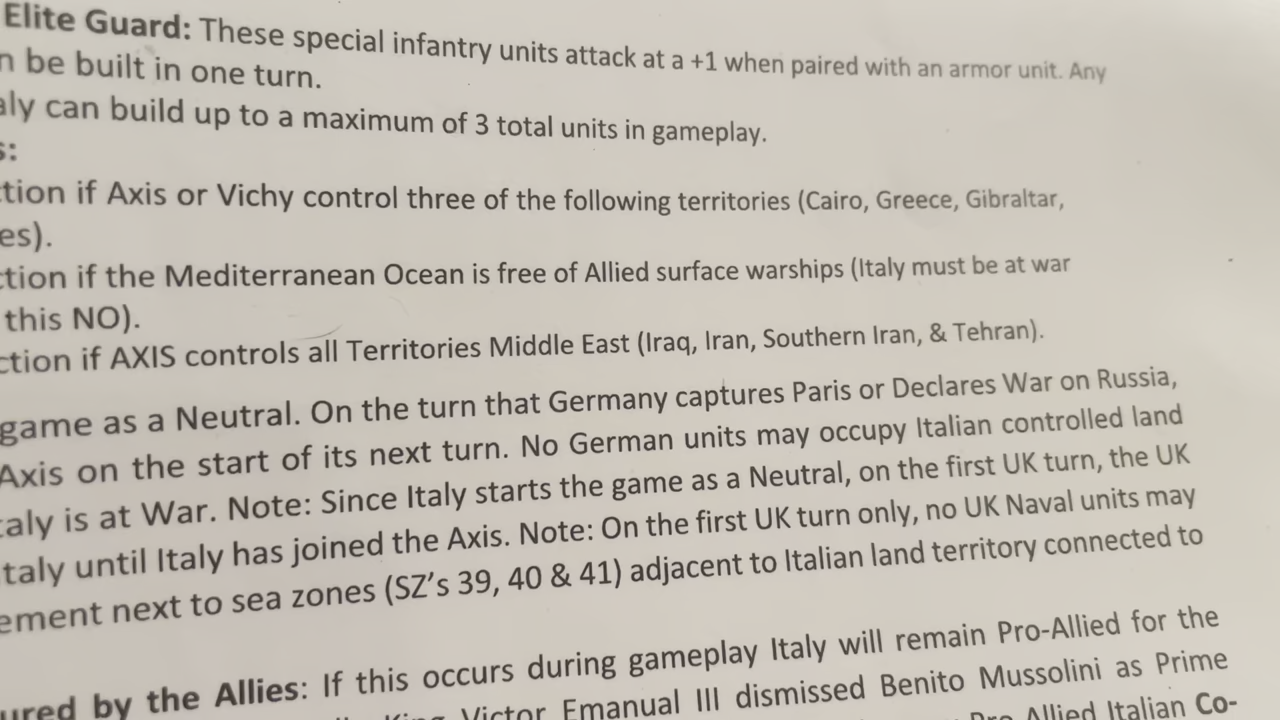 Elite Guard: These special infantry units attack at a +1 when paired with an armor unit. Any
n be built in one turn.
aly can build up to a maximum of 3 total units in gameplay.
s:
tion if Axis or Vichy control three of the following territories (Cairo, Greece, Gibraltar,
es).
ction if the Mediterranean Ocean is free of Allied surface warships (Italy must be at war
this NO).
ction if AXIS controls all Territories Middle East (Iraq, Iran, Southern Iran, & Tehran).
game as a Neutral. On the turn that Germany captures Paris or Declares War on Russia,
Axis on the start of its next turn. No German units may occupy Italian controlled land
taly is at War. Note: Since Italy starts the game as a Neutral, on the first UK turn, the UK
taly until Italy has joined the Axis. Note: On the first UK turn only, no UK Naval units may
ement next to sea zones (SZ's 39, 40 & 41) adjacent to Italian land territory connected to
ured by the Allies: If this occurs during gameplay Italy will remain Pro-Allied for the
King Victor Emanual III dismissed Benito Mussolini as Prime
Pro Allied Italian Co-